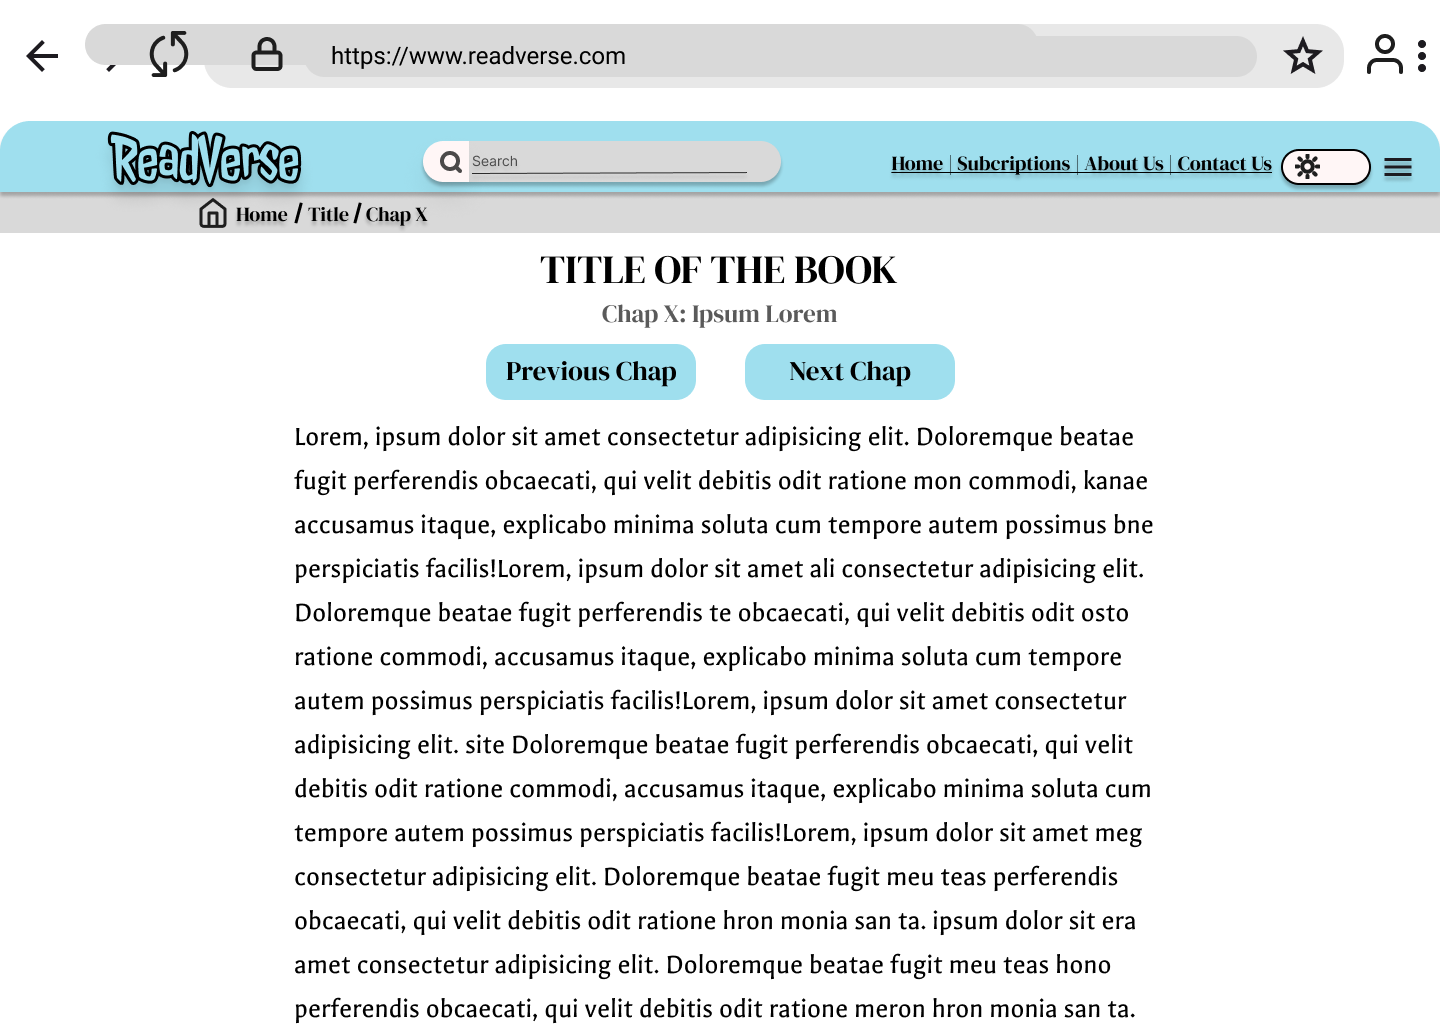 https://www.readverse.com
ReadVerse
Search
Home | Subcriptions | About Us | Contact Us
Home / Title / Chap X
TITLE OF THE BOOK
Chap X: Ipsum Lorem
Previous Chap
Next Chap
Lorem, ipsum dolor sit amet consectetur adipisicing elit. Doloremque beatae
fugit perferendis obcaecati, qui velit debitis odit ratione mon commodi, kanae
accusamus itaque, explicabo minima soluta cum tempore autem possimus bne
perspiciatis facilis!Lorem, ipsum dolor sit amet ali consectetur adipisicing elit.
Doloremque beatae fugit perferendis te obcaecati, qui velit debitis odit osto
ratione commodi, accusamus itaque, explicabo minima soluta cum tempore
autem possimus perspiciatis facilis!Lorem, ipsum dolor sit amet consectetur
adipisicing elit. site Doloremque beatae fugit perferendis obcaecati, qui velit
debitis odit ratione commodi, accusamus itaque, explicabo minima soluta cum
tempore autem possimus perspiciatis facilis!Lorem, ipsum dolor sit amet meg
consectetur adipisicing elit. Doloremque beatae fugit meu teas perferendis
obcaecati, qui velit debitis odit ratione hron monia san ta. ipsum dolor sit era
amet consectetur adipisicing elit. Doloremque beatae fugit meu teas hono
perferendis obcaecati, qui velit debitis odit ratione meron hron monia san ta.